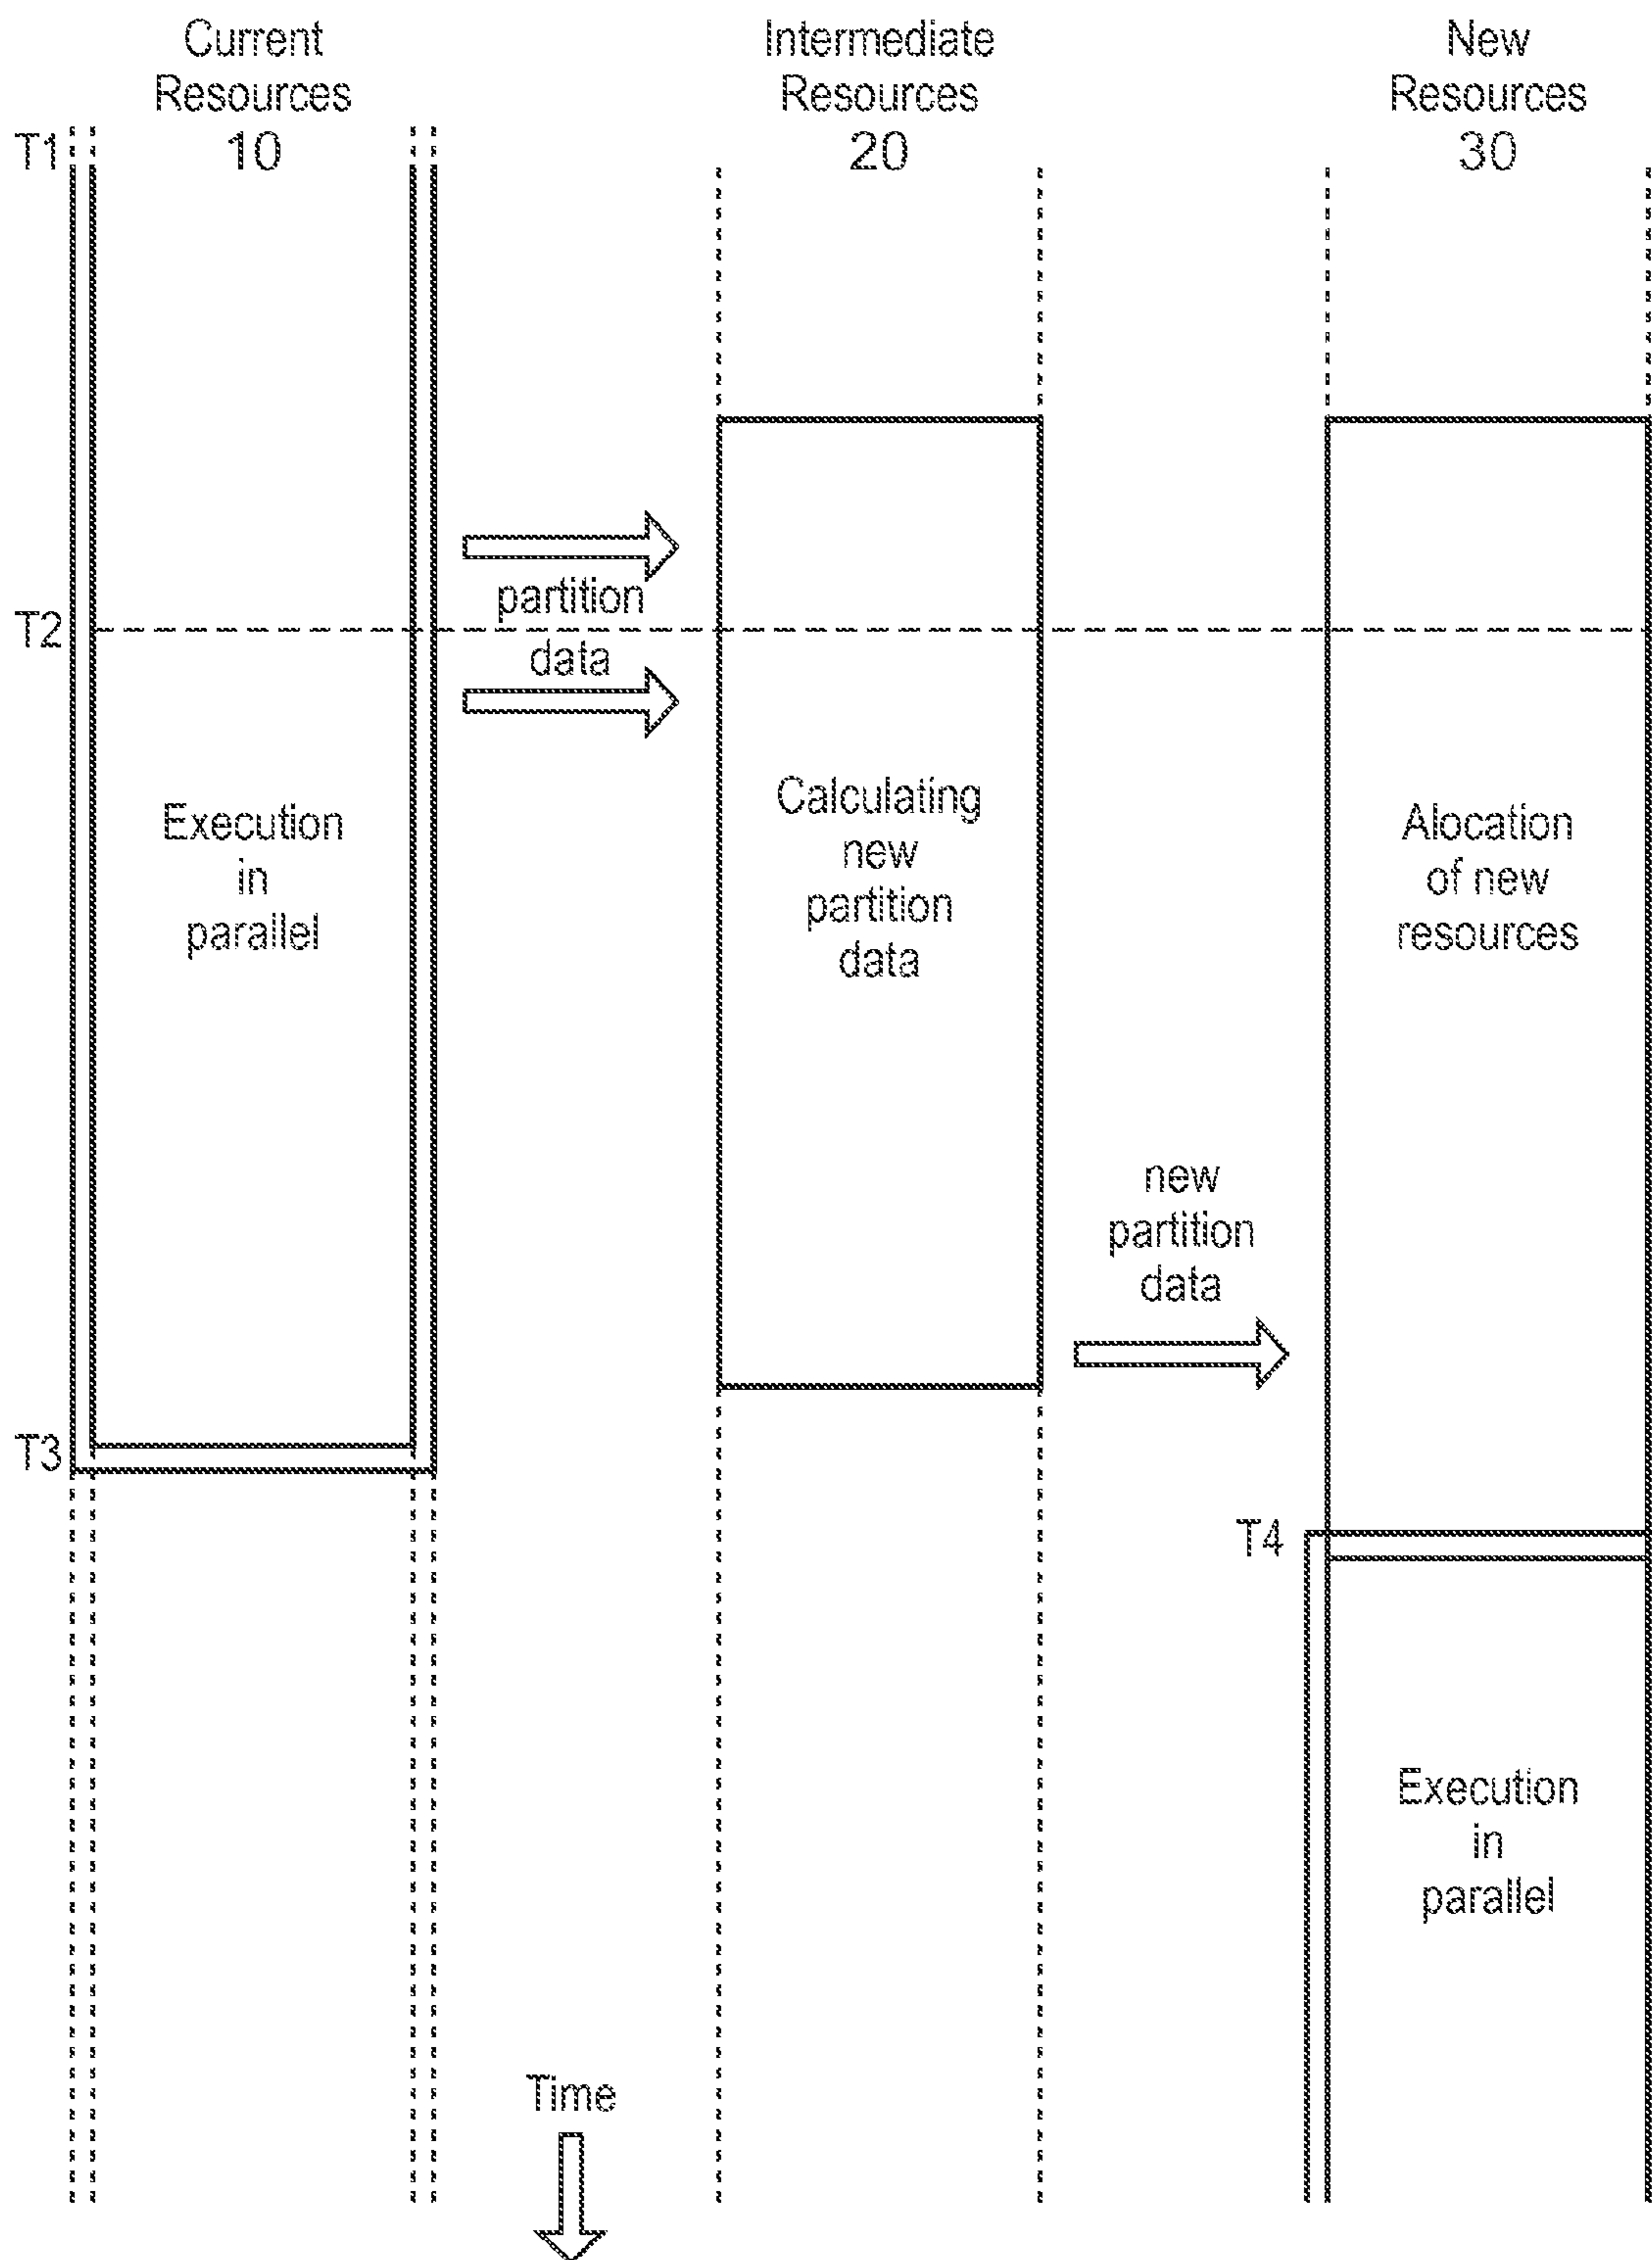 Current
Resources
10
Intermediate
Resources
20
New
Resources
30
T1
partition
data
T2
Execution
in
parallel
Calculating
new
partition
data
Alocation
of new
resources
new
partition
data
T3
T4
Execution
in
parallel
Time